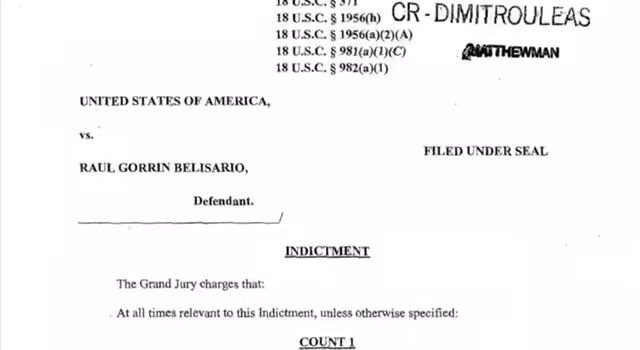 18 U.S.C. § 371
18 U.S.C. § 1956(h)
CR - DIMITROULEAS
18 U.S.C. § 1956(a)(2)(A)
18 U.S.C. § 981(a)(1)(C)
MATTHEWMAN
18 U.S.C. § 982(a)(1)
UNITED STATES OF AMERICA,
vs.
FILED UNDER SEAL
RAUL GORRIN BELISARIO,
Defendant.
/
INDICTMENT
The Grand Jury charges that:
At all times relevant to this Indictment, unless otherwise specified:
COUNT 1